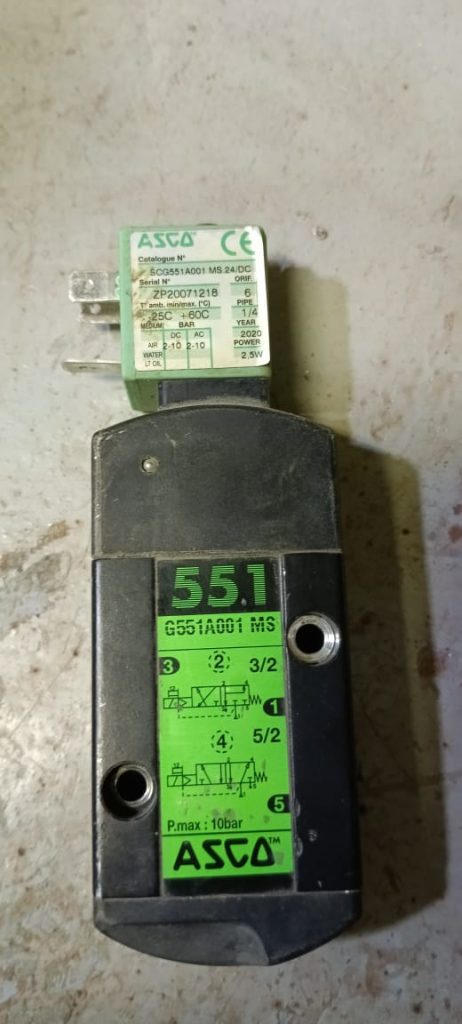 ASCO CE
Catalogue N°
SCG551A001 MS 24/DC
Serial N° ORIF.
ZP20071218 6
T° amb. min/max. (°C) PIPE
-25C +60C 1/4
MEDIUM BAR YEAR
DC AC 2020
AIR 2-10 2-10 POWER
WATER 2,5W
LT OIL
551
G551A001 MS
3 2 3/2
1
4 5/2
5
P.max : 10bar
ASCO™